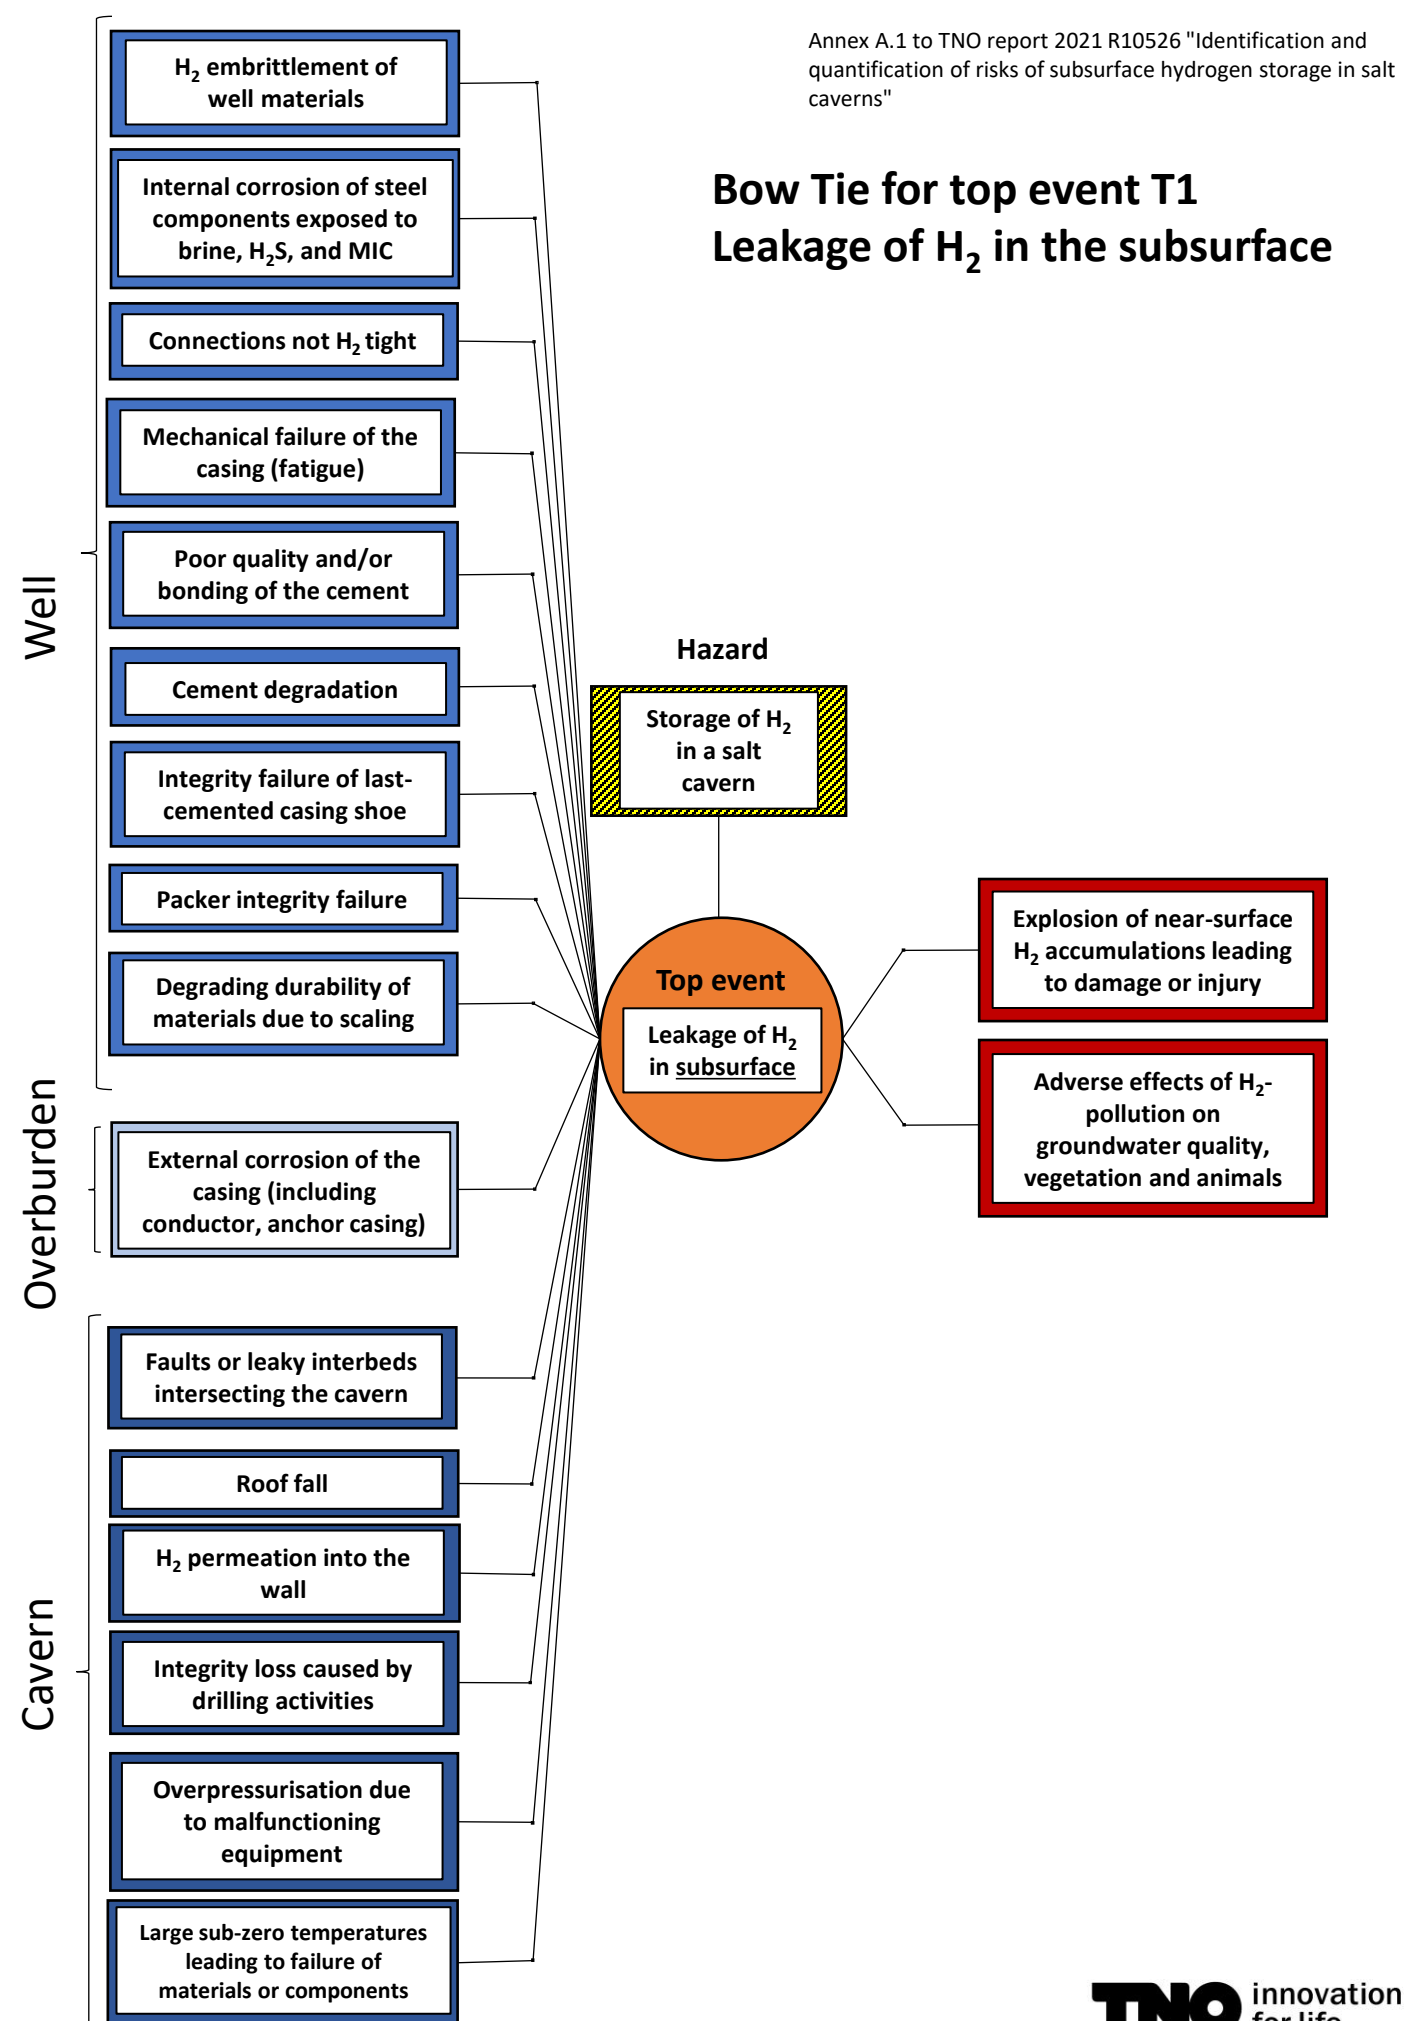 Annex A.1 to TNO report 2021 R10526 "Identification and
quantification of risks of subsurface hydrogen storage in salt
caverns"
Bow Tie for top event T1
Leakage of H₂ in the subsurface
Well
H₂ embrittlement of
well materials
Internal corrosion of steel
components exposed to
brine, H₂S, and MIC
Connections not H₂ tight
Mechanical failure of the
casing (fatigue)
Poor quality and/or
bonding of the cement
Cement degradation
Integrity failure of last-
cemented casing shoe
Packer integrity failure
Degrading durability of
materials due to scaling
Overburden
External corrosion of the
casing (including
conductor, anchor casing)
Cavern
Faults or leaky interbeds
intersecting the cavern
Roof fall
H₂ permeation into the
wall
Integrity loss caused by
drilling activities
Overpressurisation due
to malfunctioning
equipment
Large sub-zero temperatures
leading to failure of
materials or components
Hazard
Storage of H₂
in a salt
cavern
Top event
Leakage of H₂
in subsurface
Explosion of near-surface
H₂ accumulations leading
to damage or injury
Adverse effects of H₂-
pollution on
groundwater quality,
vegetation and animals
TNO innovation
for life